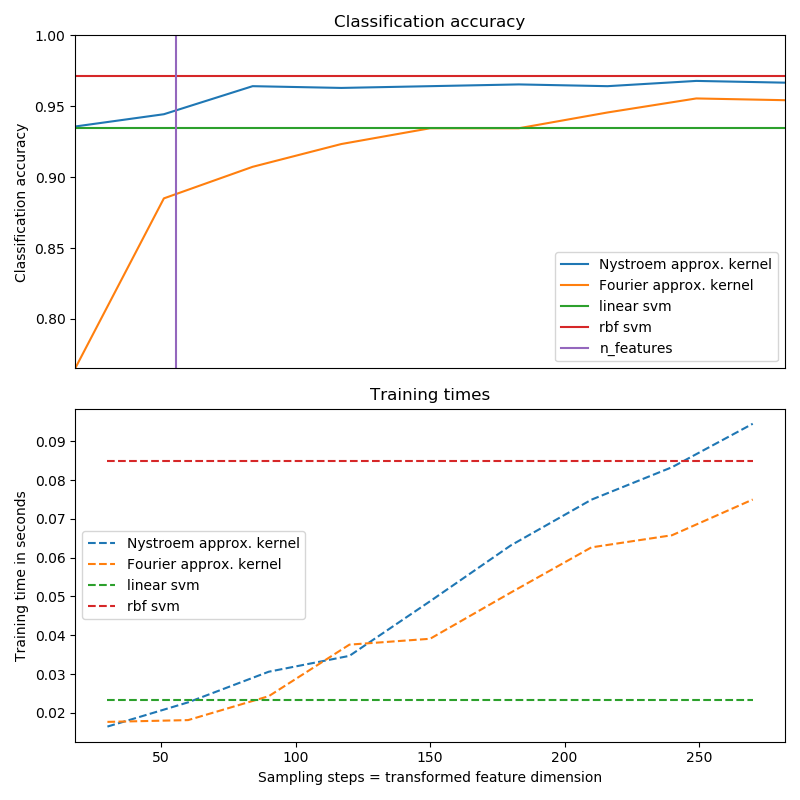 Classification accuracy
1.00
0.95
0.90
0.85
0.80
Classification accuracy
Nystroem approx. kernel
Fourier approx. kernel
linear svm
rbf svm
n_features
Training times
0.09
0.08
0.07
0.06
0.05
0.04
0.03
0.02
Training time in seconds
Nystroem approx. kernel
Fourier approx. kernel
linear svm
rbf svm
50 100 150 200 250
Sampling steps = transformed feature dimension